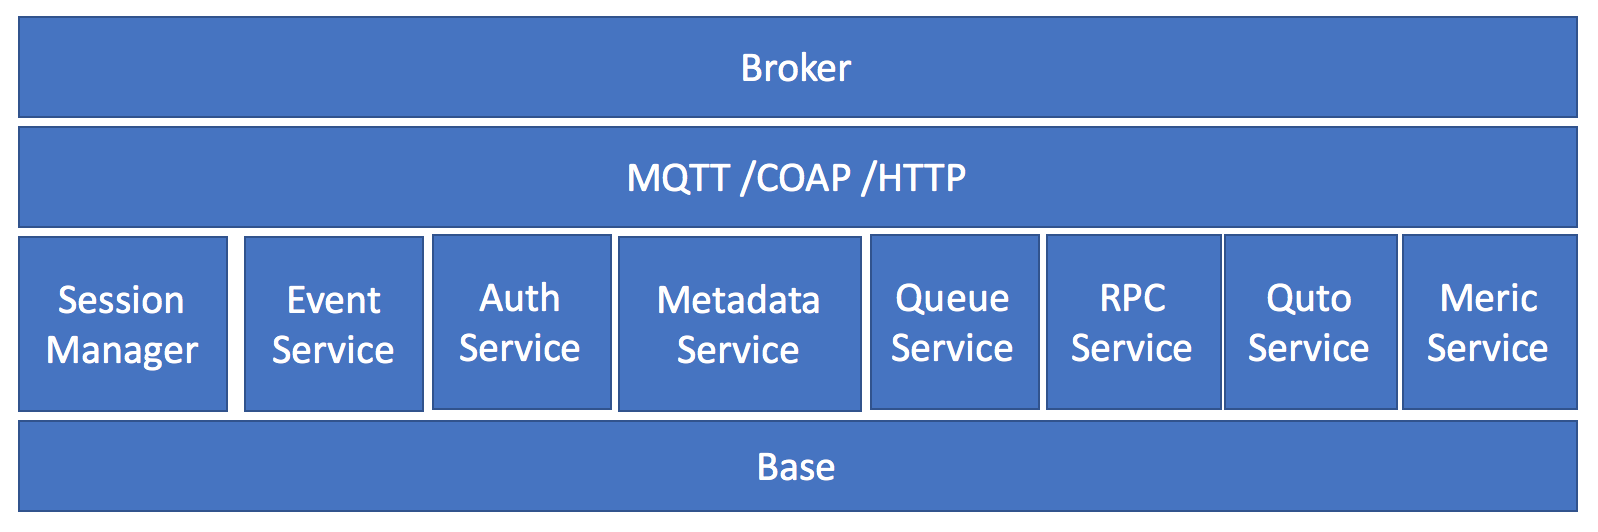 Broker
MQTT /COAP /HTTP
Session
Manager
Event
Service
Auth
Service
Metadata
Service
Queue
Service
RPC
Service
Quto
Service
Meric
Service
Base